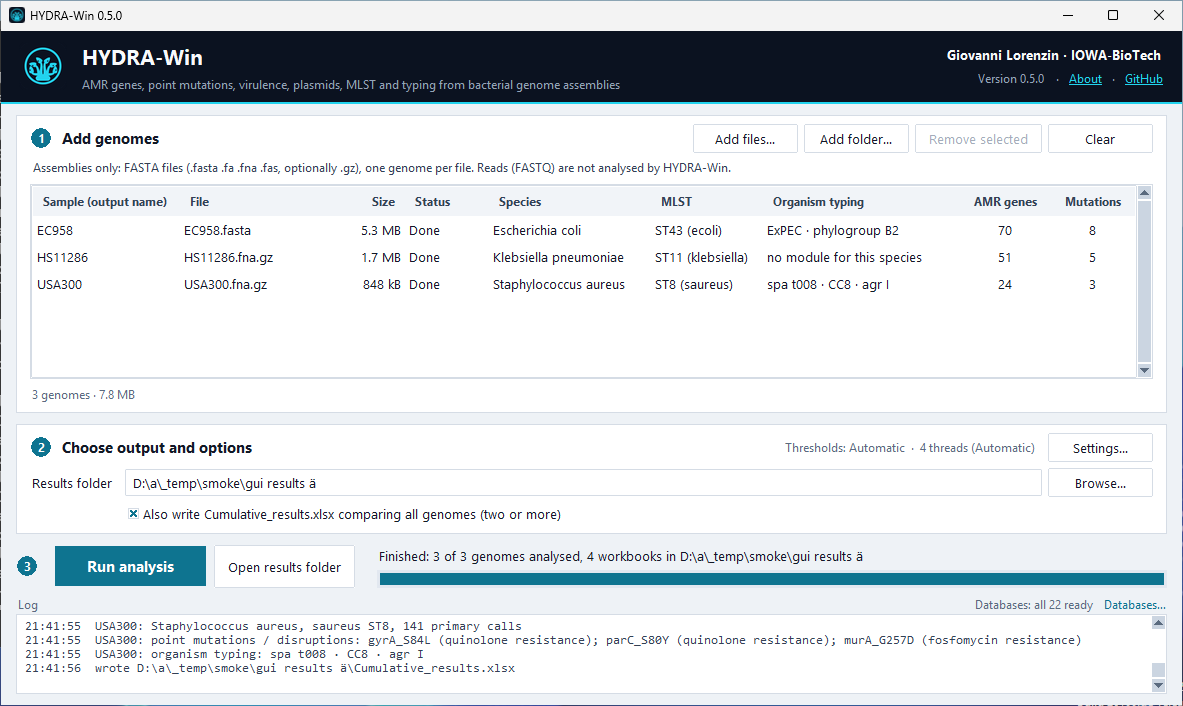 HYDRA-Win 0.5.0
HYDRA-Win
AMR genes, point mutations, virulence, plasmids, MLST and typing from bacterial genome assemblies
Giovanni Lorenzin · IOWA-BioTech
Version 0.5.0 · About · GitHub
1 Add genomes
Add files... Add folder... Remove selected Clear
Assemblies only: FASTA files (.fasta .fa .fna .fas, optionally .gz), one genome per file. Reads (FASTQ) are not analysed by HYDRA-Win.
Sample (output name) File Size Status Species MLST Organism typing AMR genes Mutations
EC958 EC958.fasta 5.3 MB Done Escherichia coli ST43 (ecoli) ExPEC · phylogroup B2 70 8
HS11286 HS11286.fna.gz 1.7 MB Done Klebsiella pneumoniae ST11 (klebsiella) no module for this species 51 5
USA300 USA300.fna.gz 848 kB Done Staphylococcus aureus ST8 (saureus) spa t008 · CC8 · agr I 24 3
3 genomes · 7.8 MB
2 Choose output and options
Thresholds: Automatic · 4 threads (Automatic) Settings...
Results folder D:\a\_temp\smoke\gui results ä Browse...
Also write Cumulative_results.xlsx comparing all genomes (two or more)
3 Run analysis Open results folder
Finished: 3 of 3 genomes analysed, 4 workbooks in D:\a\_temp\smoke\gui results ä
Log
Databases: all 22 ready Databases...
21:41:55 USA300: Staphylococcus aureus, saureus ST8, 141 primary calls
21:41:55 USA300: point mutations / disruptions: gyrA_S84L (quinolone resistance); parC_S80Y (quinolone resistance); murA_G257D (fosfomycin resistance)
21:41:55 USA300: organism typing: spa t008 · CC8 · agr I
21:41:56 wrote D:\a\_temp\smoke\gui results ä\Cumulative_results.xlsx